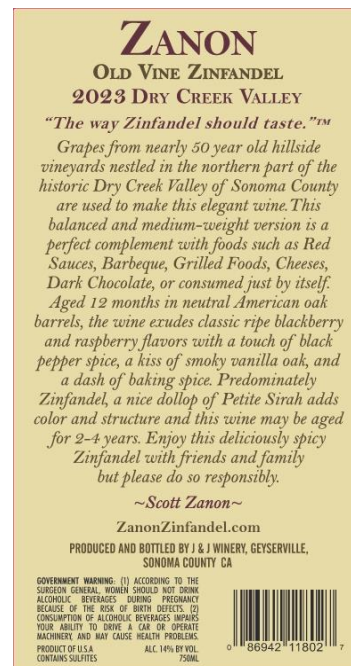 ZANON
OLD VINE ZINFANDEL
2023 DRY CREEK VALLEY
“The way Zinfandel should taste.”™
Grapes from nearly 50 year old hillside
vineyards nestled in the northern part of the
historic Dry Creek Valley of Sonoma County
are used to make this elegant wine.This
balanced and medium-weight version is a
perfect complement with foods such as Red
Sauces, Barbeque, Grilled Foods, Cheeses,
Dark Chocolate, or consumed just by itself.
Aged 12 months in neutral American oak
barrels, the wine exudes classic ripe blackberry
and raspberry flavors with a touch of black
pepper spice, a kiss of smoky vanilla oak, and
a dash of baking spice. Predominately
Zinfandel, a nice dollop of Petite Sirah adds
color and structure and this wine may be aged
for 2-4 years. Enjoy this deliciously spicy
Zinfandel with friends and family
but please do so responsibly.
~Scott Zanon~
ZanonZinfandel.com
PRODUCED AND BOTTLED BY J & J WINERY, GEYSERVILLE,
SONOMA COUNTY CA
GOVERNMENT WARNING: (1) ACCORDING TO THE
SURGEON GENERAL, WOMEN SHOULD NOT DRINK
ALCOHOLIC BEVERAGES DURING PREGNANCY
BECAUSE OF THE RISK OF BIRTH DEFECTS. (2)
CONSUMPTION OF ALCOHOLIC BEVERAGES IMPAIRS
YOUR ABILITY TO DRIVE A CAR OR OPERATE
MACHINERY, AND MAY CAUSE HEALTH PROBLEMS.
PRODUCT OF U.S.A ALC. 14% BY VOL.
CONTAINS SULFITES 750ML
0 86942 11802 7